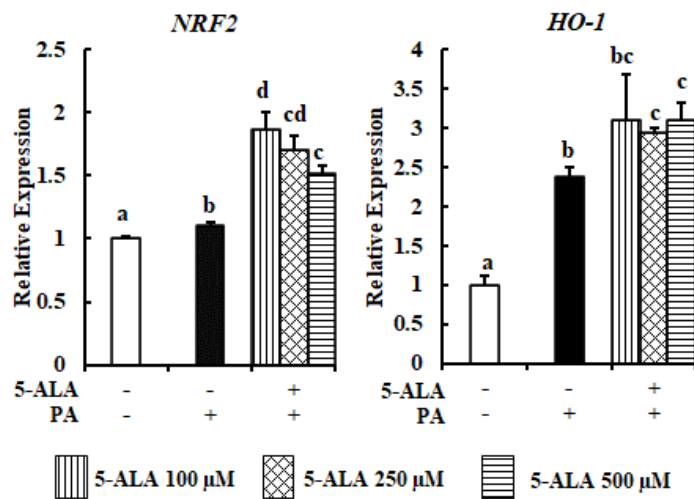 NRF2
Relative Expression
2.5
2
1.5
1
0.5
0
a
b
d
cd
c
5-ALA - - +
PA - + +
HO-1
Relative Expression
4
3.5
3
2.5
2
1.5
1
0.5
0
a
b
bc
c
c
5-ALA - - +
PA - + +
5-ALA 100 μM 5-ALA 250 μM 5-ALA 500 μM